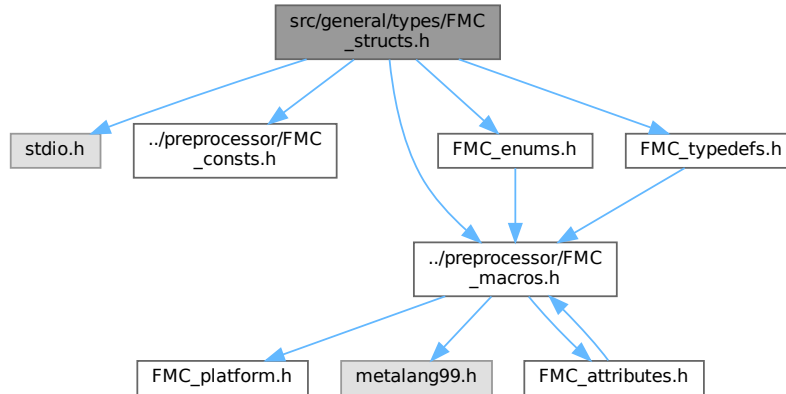 src/general/types/FMC
_structs.h
stdio.h
../preprocessor/FMC
_consts.h
FMC_enums.h
FMC_typedefs.h
../preprocessor/FMC
_macros.h
FMC_platform.h
metalang99.h
FMC_attributes.h